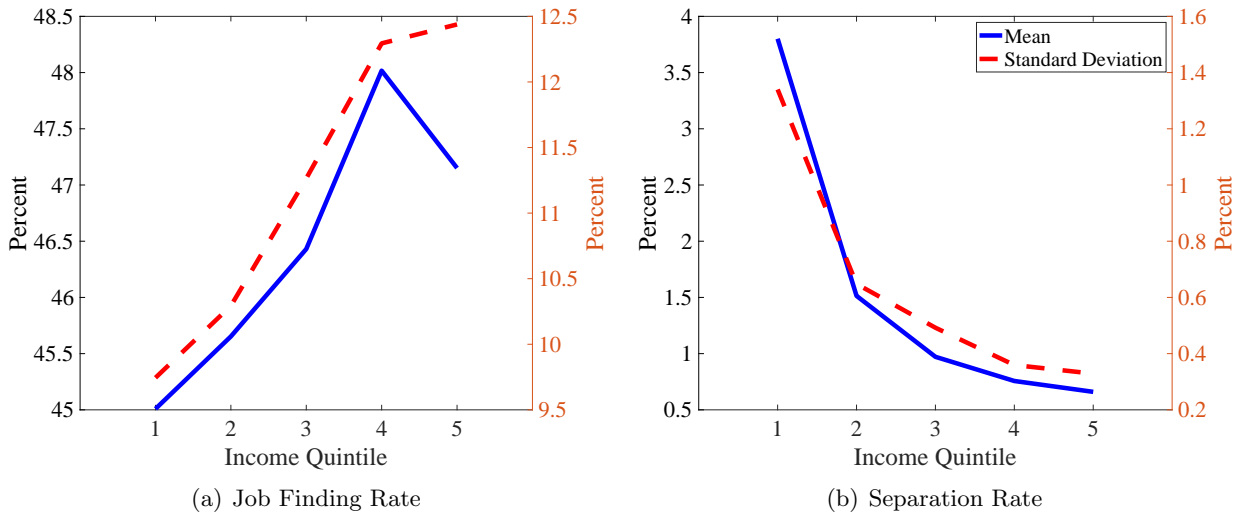 48.5
48
47.5
47
46.5
46
45.5
45
Percent
12.5
12
11.5
11
10.5
10
9.5
Percent
1 2 3 4 5
Income Quintile
(a) Job Finding Rate
4
3.5
3
2.5
2
1.5
1
0.5
Percent
Mean
Standard Deviation
1.6
1.4
1.2
1
0.8
0.6
0.4
0.2
Percent
1 2 3 4 5
Income Quintile
(b) Separation Rate